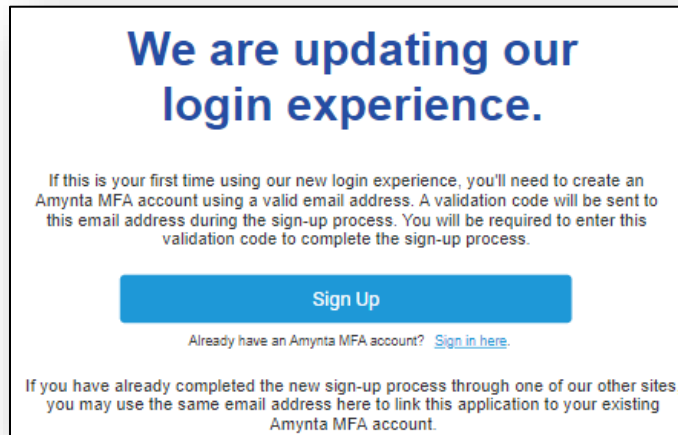 We are updating our
login experience.
If this is your first time using our new login experience, you'll need to create an
Amynta MFA account using a valid email address. A validation code will be sent to
this email address during the sign-up process. You will be required to enter this
validation code to complete the sign-up process.
Sign Up
Already have an Amynta MFA account? Sign in here.
If you have already completed the new sign-up process through one of our other sites
you may use the same email address here to link this application to your existing
Amynta MFA account.